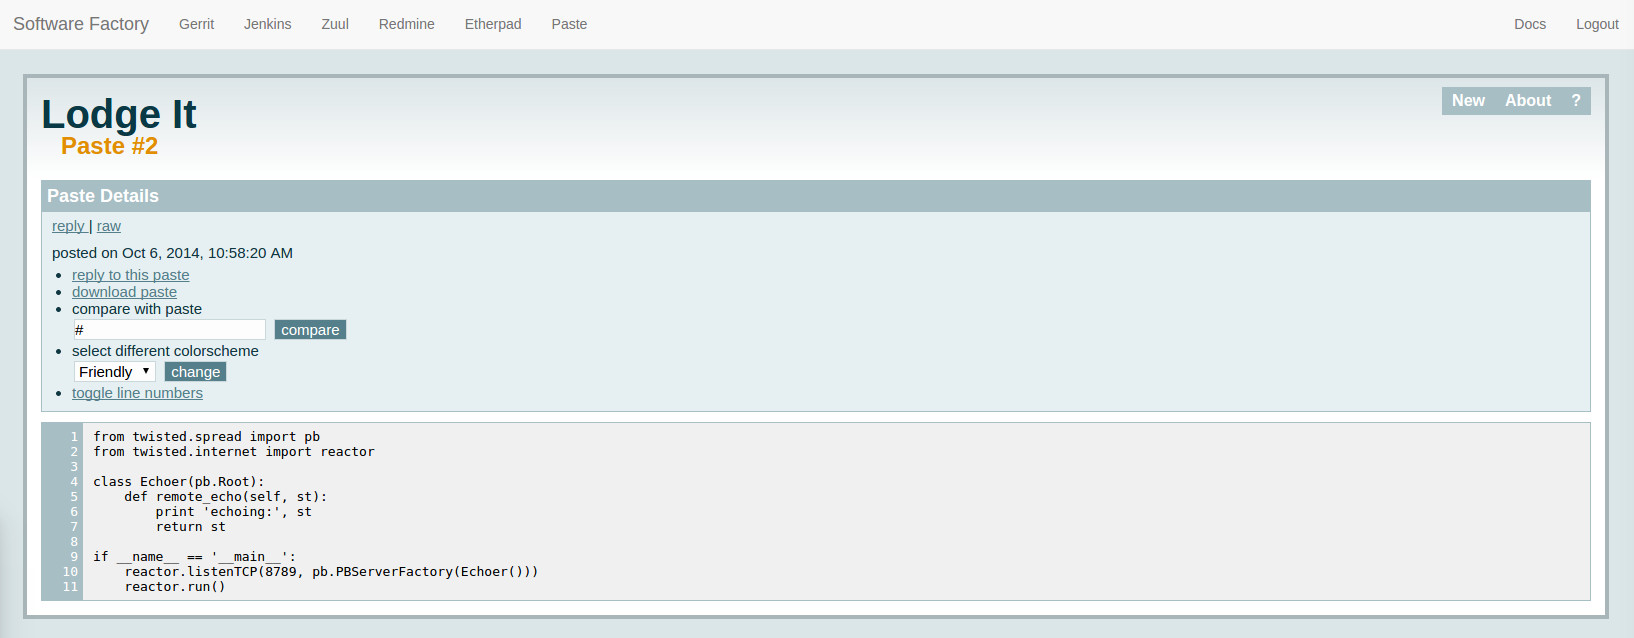 Software Factory Gerrit Jenkins Zuul Redmine Etherpad Paste Docs Logout
New About ?
Lodge It
Paste #2
Paste Details
reply | raw
posted on Oct 6, 2014, 10:58:20 AM
reply to this paste
download paste
compare with paste
# compare
select different colorscheme
Friendly change
toggle line numbers
1 from twisted.spread import pb
2 from twisted.internet import reactor
3
4 class Echoer(pb.Root):
5     def remote_echo(self, st):
6         print 'echoing:', st
7         return st
8
9 if __name__ == '__main__':
10     reactor.listenTCP(8789, pb.PBServerFactory(Echoer()))
11     reactor.run()